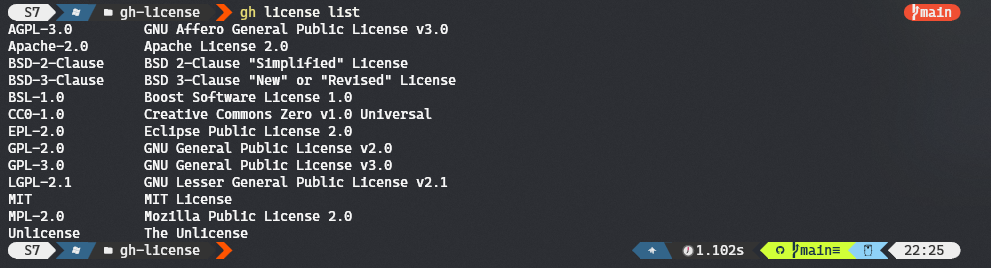 S7 gh-license gh license list main
AGPL-3.0 GNU Affero General Public License v3.0
Apache-2.0 Apache License 2.0
BSD-2-Clause BSD 2-Clause "Simplified" License
BSD-3-Clause BSD 3-Clause "New" or "Revised" License
BSL-1.0 Boost Software License 1.0
CC0-1.0 Creative Commons Zero v1.0 Universal
EPL-2.0 Eclipse Public License 2.0
GPL-2.0 GNU General Public License v2.0
GPL-3.0 GNU General Public License v3.0
LGPL-2.1 GNU Lesser General Public License v2.1
MIT MIT License
MPL-2.0 Mozilla Public License 2.0
Unlicense The Unlicense
S7 gh-license 1.102s main≡ 22:25